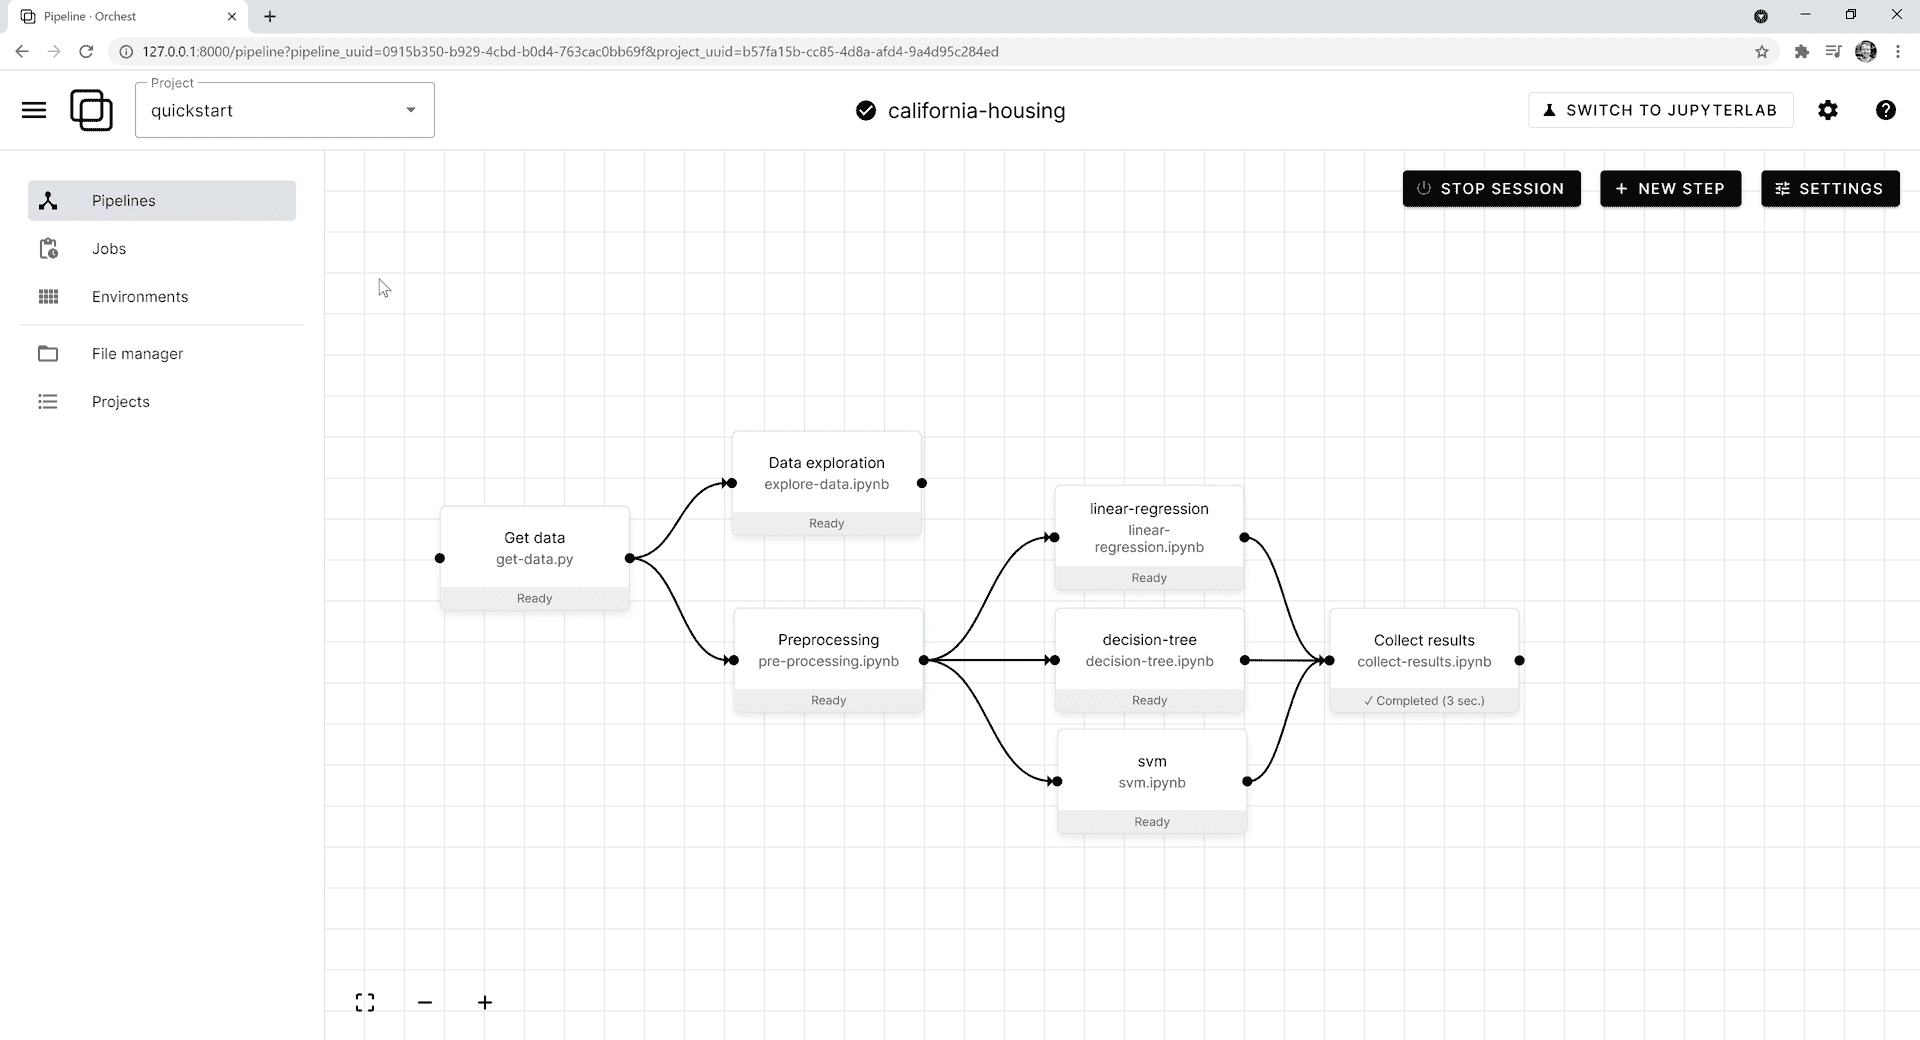 Pipeline · Orchest
127.0.0.1:8000/pipeline?pipeline_uuid=0915b350-b929-4cbd-b0d4-763cac0bb69f&project_uuid=b57fa15b-cc85-4d8a-afd4-9a4d95c284ed
Project
quickstart
california-housing
SWITCH TO JUPYTERLAB
Pipelines
Jobs
Environments
File manager
Projects
STOP SESSION
NEW STEP
SETTINGS
Get data
get-data.py
Ready
Data exploration
explore-data.ipynb
Ready
Preprocessing
pre-processing.ipynb
Ready
linear-regression
linear-
regression.ipynb
Ready
decision-tree
decision-tree.ipynb
Ready
svm
svm.ipynb
Ready
Collect results
collect-results.ipynb
✓ Completed (3 sec.)